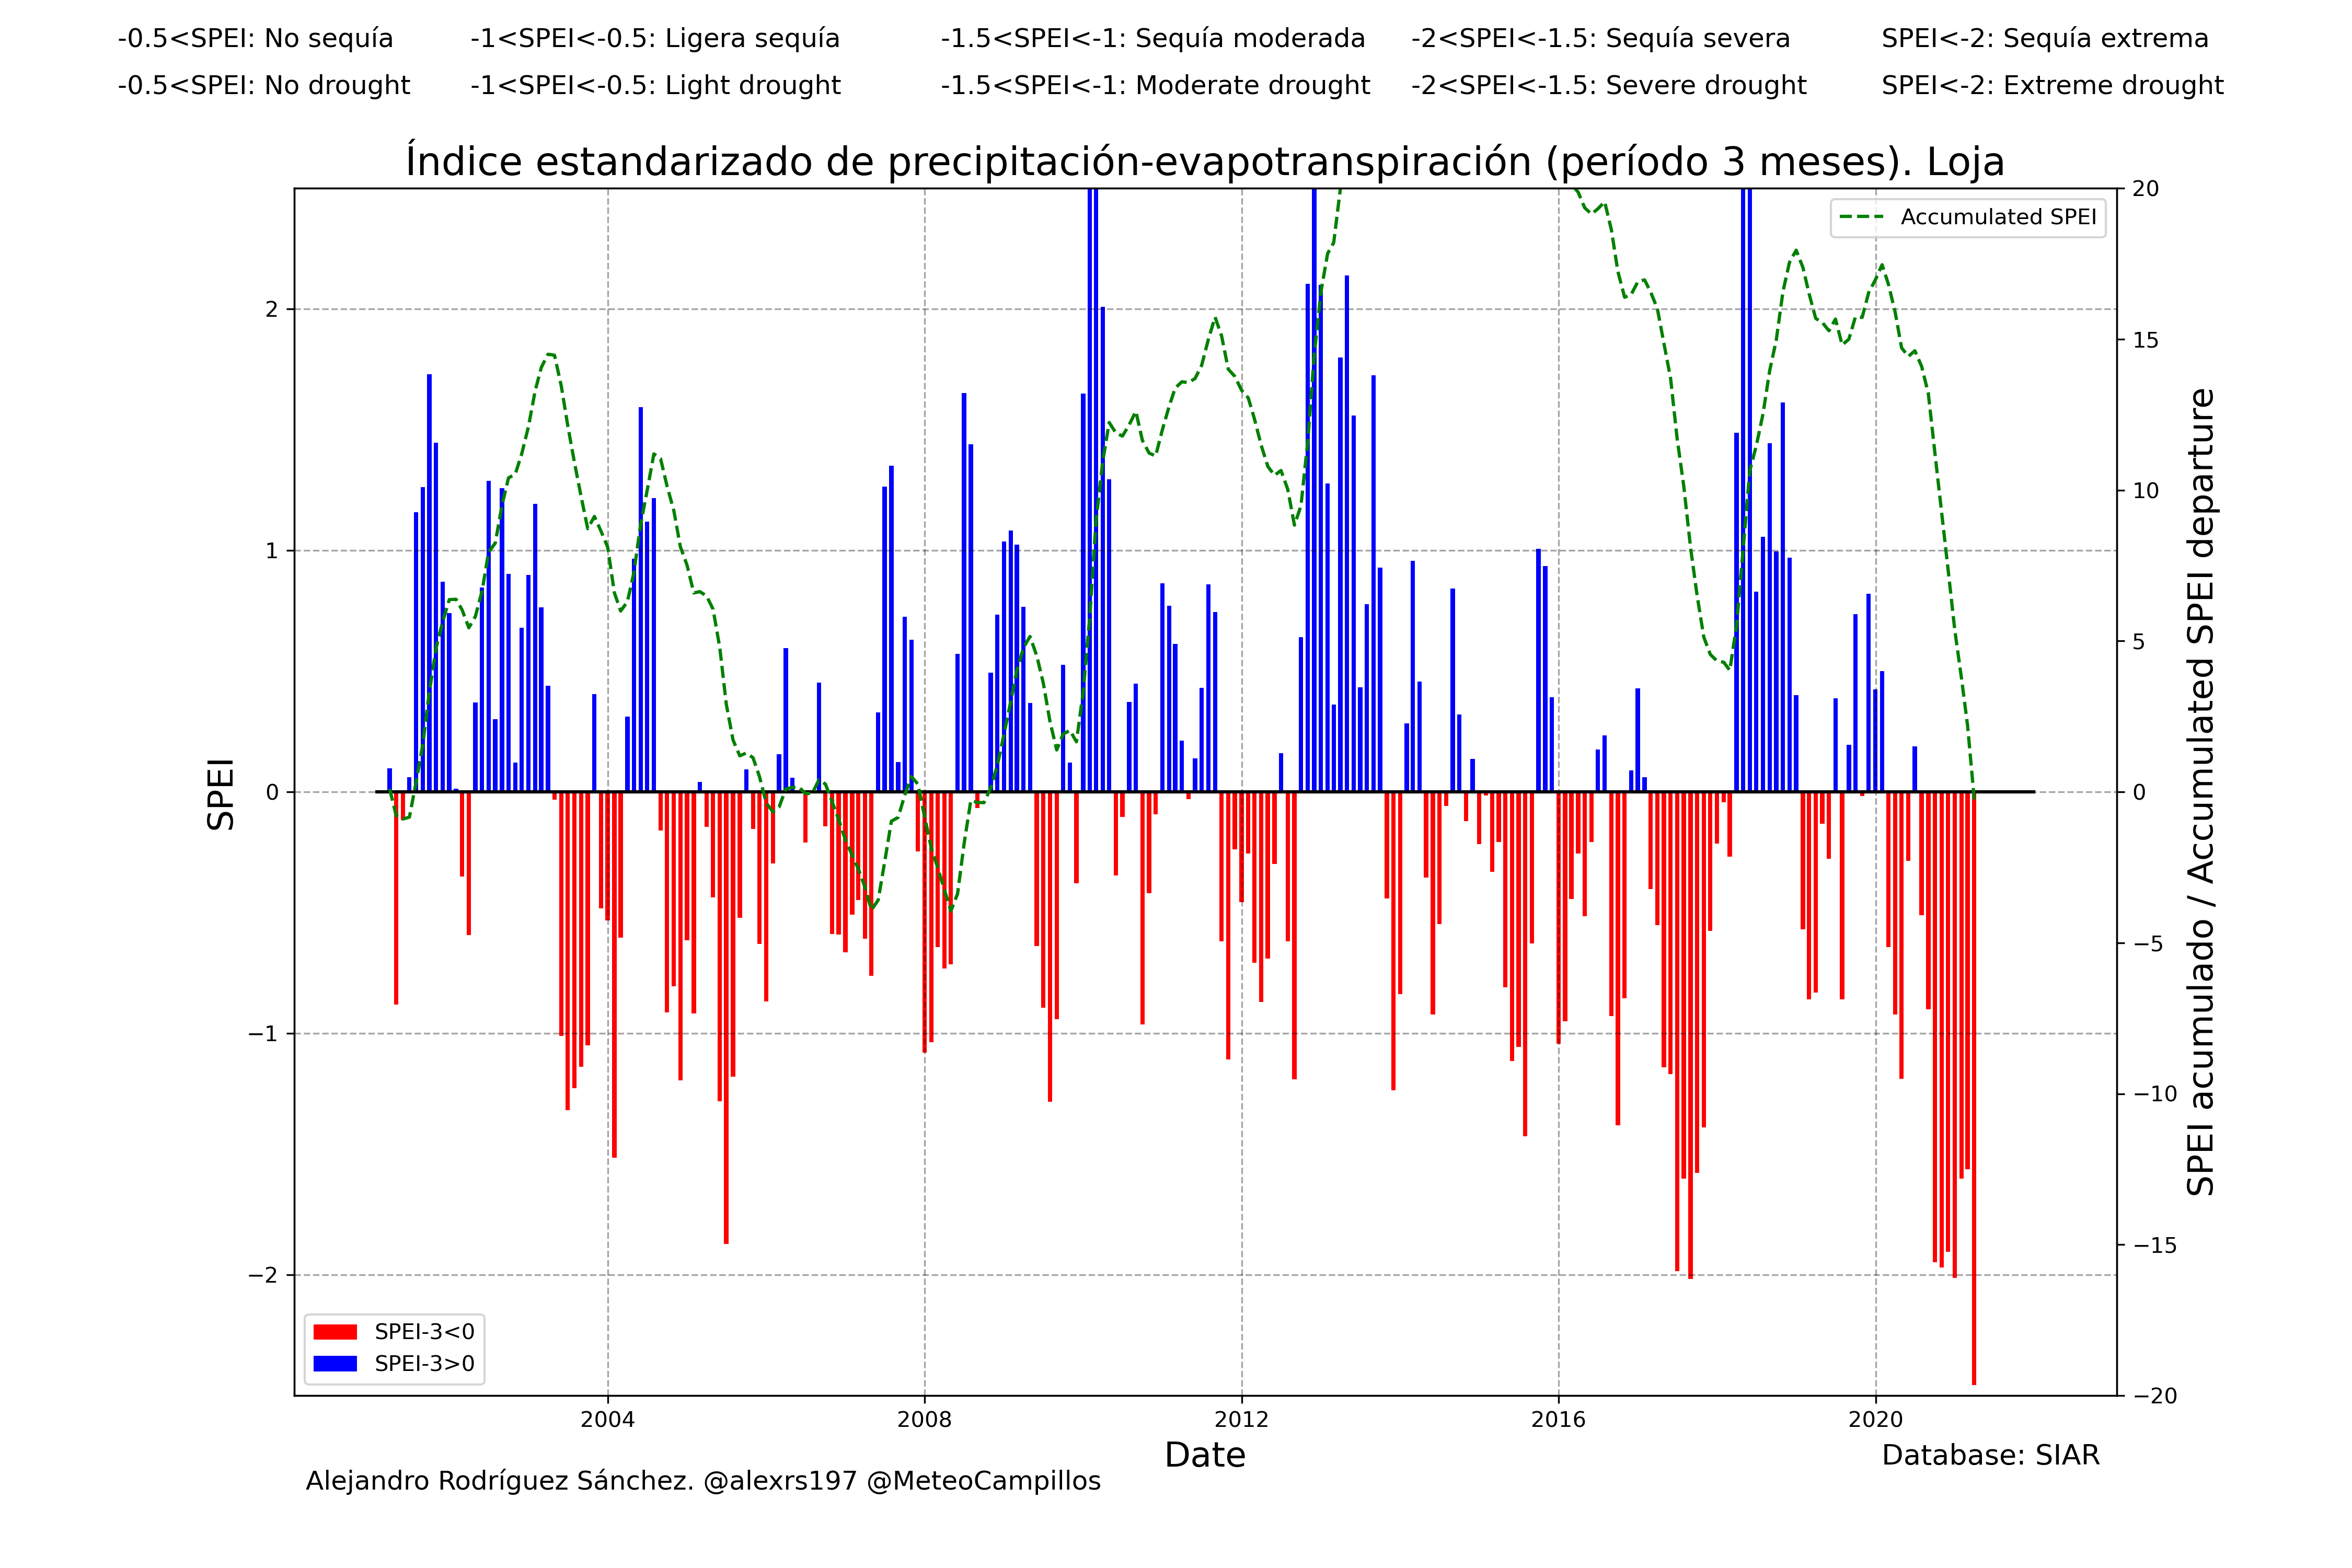 -0.5<SPEI: No sequía -1<SPEI<-0.5: Ligera sequía -1.5<SPEI<-1: Sequía moderada -2<SPEI<-1.5: Sequía severa SPEI<-2: Sequía extrema
-0.5<SPEI: No drought -1<SPEI<-0.5: Light drought -1.5<SPEI<-1: Moderate drought -2<SPEI<-1.5: Severe drought SPEI<-2: Extreme drought
Índice estandarizado de precipitación-evapotranspiración (período 3 meses). Loja
Accumulated SPEI
SPEI
2
1
0
−1
−2
20
15
10
5
0
−5
−10
−15
−20
SPEI acumulado / Accumulated SPEI departure
SPEI-3<0
SPEI-3>0
2004 2008 2012 2016 2020
Date
Database: SIAR
Alejandro Rodríguez Sánchez. @alexrs197 @MeteoCampillos